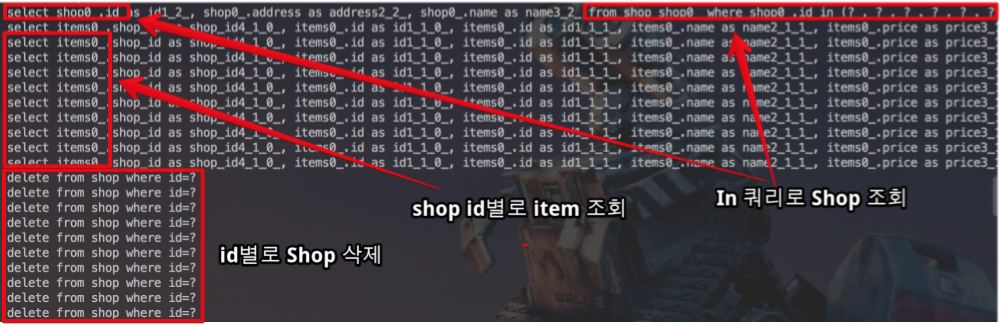 select shop0_.id as id1_2_, shop0_.address as address2_2_, shop0_.name as name3_2_ from shop shop0_ where shop0_.id in (? , ? , ? , ? , ? , ?
select items0_.shop_id as shop_id4_1_0_, items0_.id as id1_1_0_, items0_.id as id1_1_1_, items0_.name as name2_1_1_, items0_.price as price3_
select items0_.shop_id as shop_id4_1_0_, items0_.id as id1_1_0_, items0_.id as id1_1_1_, items0_.name as name2_1_1_, items0_.price as price3_
select items0_.shop_id as shop_id4_1_0_, items0_.id as id1_1_0_, items0_.id as id1_1_1_, items0_.name as name2_1_1_, items0_.price as price3_
select items0_.shop_id as shop_id4_1_0_, items0_.id as id1_1_0_, items0_.id as id1_1_1_, items0_.name as name2_1_1_, items0_.price as price3_
select items0_.shop_id as shop_id4_1_0_, items0_.id as id1_1_0_, items0_.id as id1_1_1_, items0_.name as name2_1_1_, items0_.price as price3_
select items0_.shop_id as shop_id4_1_0_, items0_.id as id1_1_0_, items0_.id as id1_1_1_, items0_.name as name2_1_1_, items0_.price as price3_
select items0_.shop_id as shop_id4_1_0_, items0_.id as id1_1_0_, items0_.id as id1_1_1_, items0_.name as name2_1_1_, items0_.price as price3_
select items0_.shop_id as shop_id4_1_0_, items0_.id as id1_1_0_, items0_.id as id1_1_1_, items0_.name as name2_1_1_, items0_.price as price3_
select items0_.shop_id as shop_id4_1_0_, items0_.id as id1_1_0_, items0_.id as id1_1_1_, items0_.name as name2_1_1_, items0_.price as price3_
select items0_.shop_id as shop_id4_1_0_, items0_.id as id1_1_0_, items0_.id as id1_1_1_, items0_.name as name2_1_1_, items0_.price as price3_
delete from shop where id=?
delete from shop where id=?
delete from shop where id=?
delete from shop where id=?
delete from shop where id=?
delete from shop where id=?
delete from shop where id=?
delete from shop where id=?
delete from shop where id=?
delete from shop where id=?
In 쿼리로 Shop 조회
shop id별로 item 조회
id별로 Shop 삭제